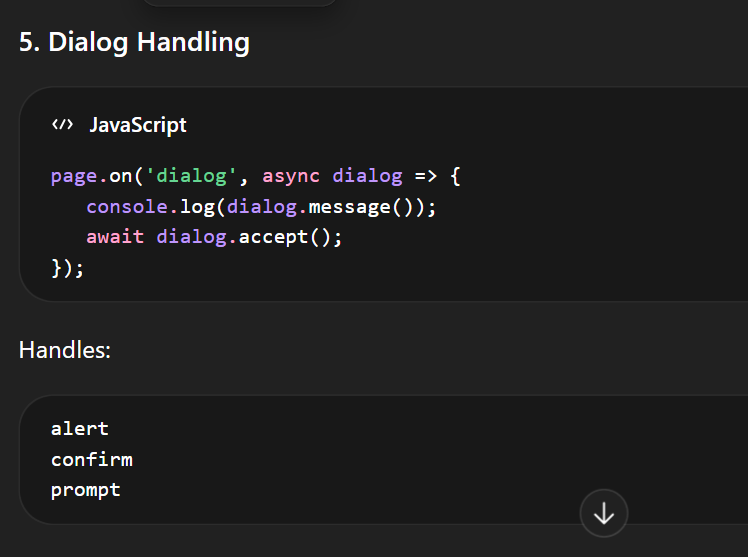 5. Dialog Handling
</> JavaScript
page.on('dialog', async dialog => {
   console.log(dialog.message());
   await dialog.accept();
});
Handles:
alert
confirm
prompt